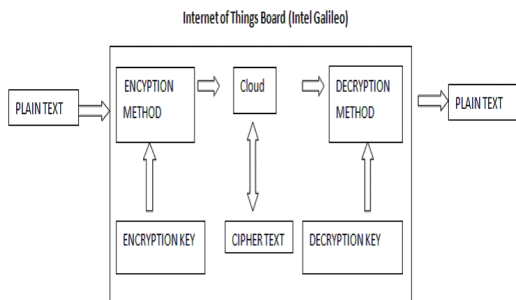 Internet of Things Board (Intel Galileo)
PLAIN TEXT
ENCYPTION
METHOD
Cloud
DECRYPTION
METHOD
PLAIN TEXT
ENCRYPTION KEY
CIPHER TEXT
DECRYPTION KEY